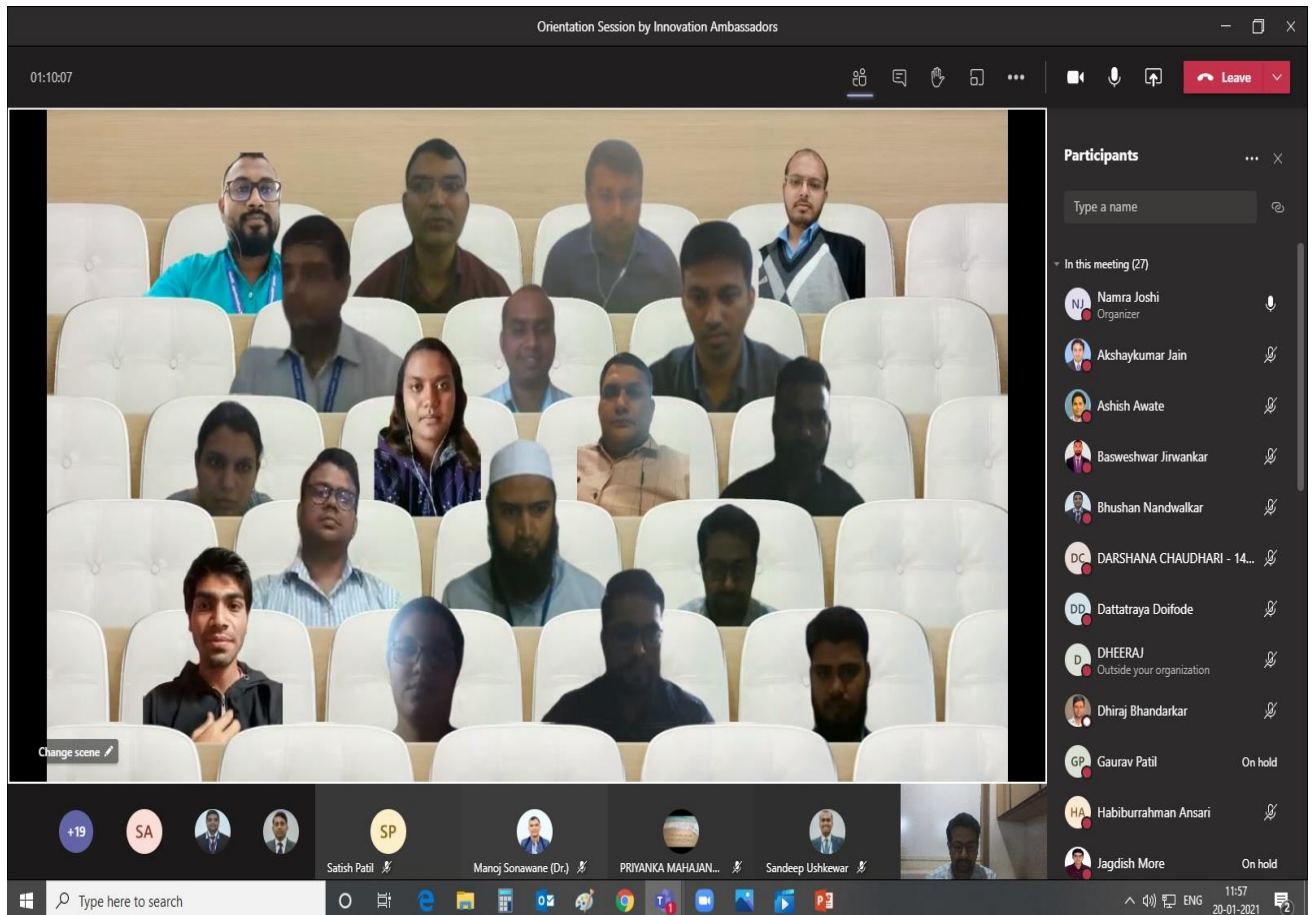 Orientation Session by Innovation Ambassadors
01:10:07
Leave
Participants
Type a name
In this meeting (27)
NJ
Namra Joshi
Organizer
Akshaykumar Jain
Ashish Awate
Basweshwar Jirwankar
Bhushan Nandwalkar
DC
DARSHANA CHAUDHARI - 14...
DD
Dattatraya Doifode
D
DHEERAJ
Outside your organization
Dhiraj Bhandarkar
GP
Gaurav Patil
On hold
HA
Habiburrahman Ansari
Jagdish More
On hold
Change scene
+19
SA
SP
Satish Patil
Manoj Sonawane (Dr.)
PRIYANKA MAHAJAN...
Sandeep Ushkewar
Type here to search
ENG
11:57
20-01-2021
2